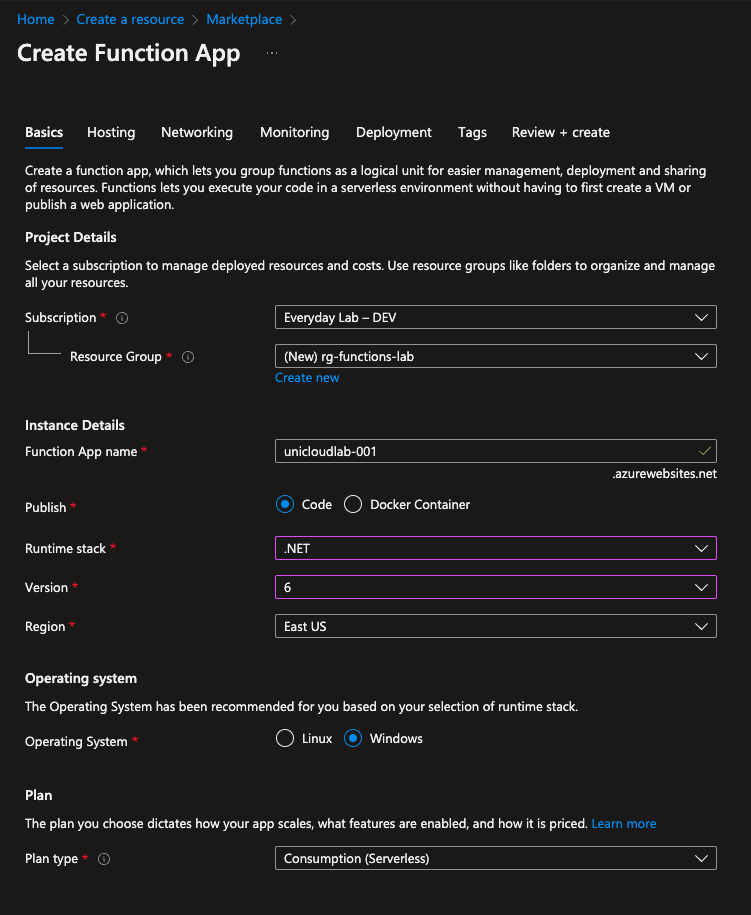 Home > Create a resource > Marketplace >
Create Function App ...
Basics Hosting Networking Monitoring Deployment Tags Review + create
Create a function app, which lets you group functions as a logical unit for easier management, deployment and sharing
of resources. Functions lets you execute your code in a serverless environment without having to first create a VM or
publish a web application.
Project Details
Select a subscription to manage deployed resources and costs. Use resource groups like folders to organize and manage
all your resources.
Subscription * Everyday Lab – DEV
Resource Group * (New) rg-functions-lab
Create new
Instance Details
Function App name * unicloudlab-001
.azurewebsites.net
Publish * Code Docker Container
Runtime stack * .NET
Version * 6
Region * East US
Operating system
The Operating System has been recommended for you based on your selection of runtime stack.
Operating System * Linux Windows
Plan
The plan you choose dictates how your app scales, what features are enabled, and how it is priced. Learn more
Plan type * Consumption (Serverless)